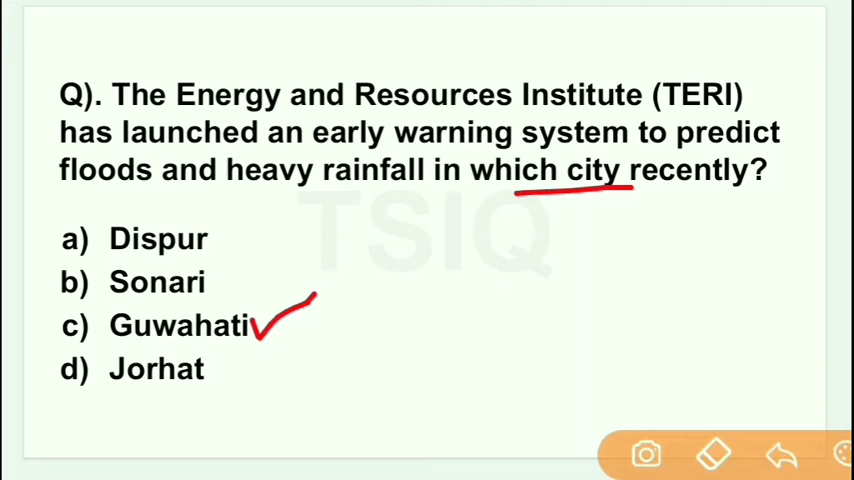 Q). The Energy and Resources Institute (TERI)
has launched an early warning system to predict
floods and heavy rainfall in which city recently?
TSIQ
a) Dispur
b) Sonari
c) Guwahati
d) Jorhat